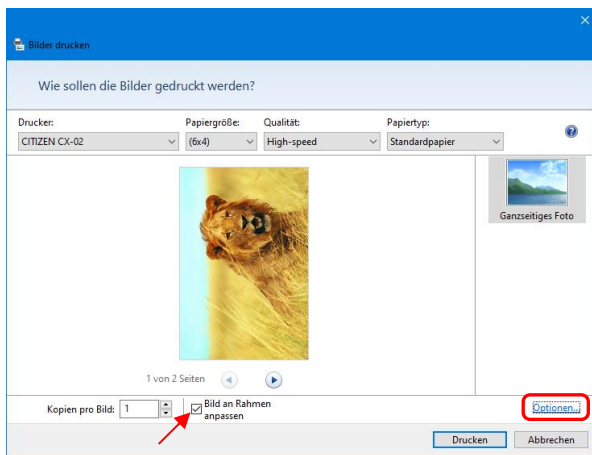 Bilder drucken
Wie sollen die Bilder gedruckt werden?
Drucker: Papiergröße: Qualität: Papiertyp:
CITIZEN CX-02 (6x4) High-speed Standardpapier
Ganzseitiges Foto
1 von 2 Seiten
Kopien pro Bild: 1 Bild an Rahmen
anpassen
Optionen...
Drucken Abbrechen